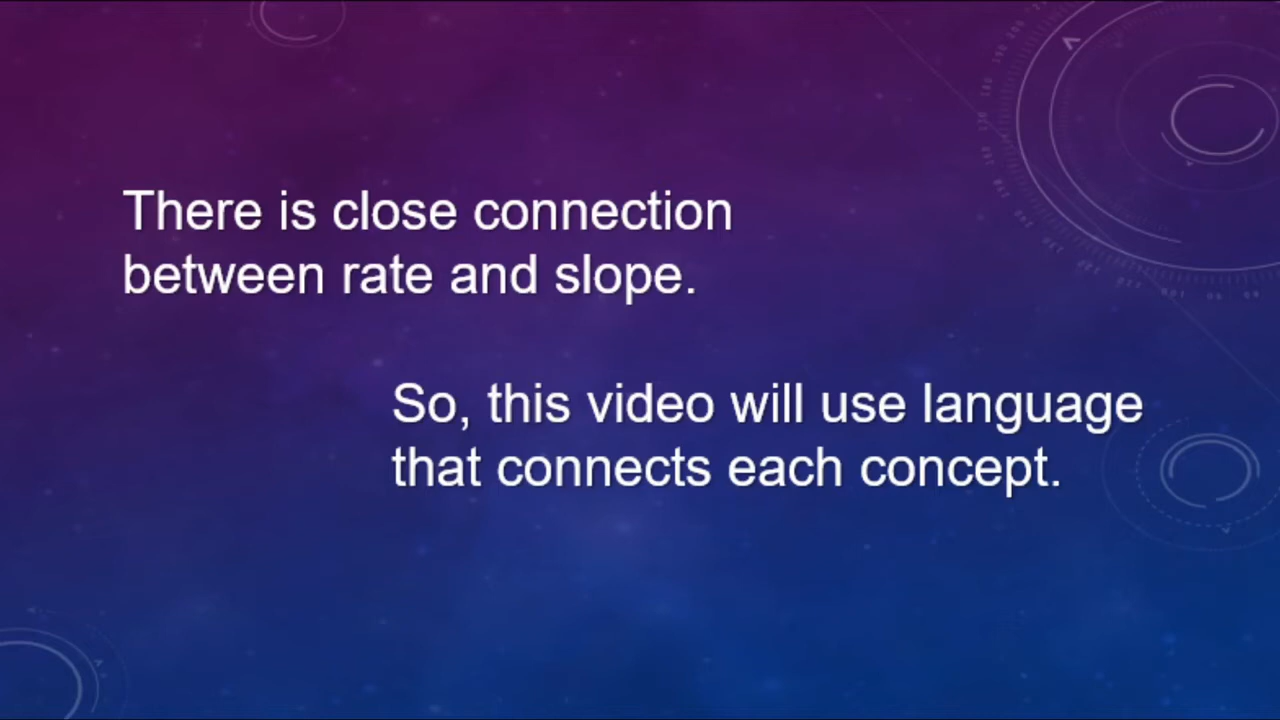 There is close connection
between rate and slope.
So, this video will use language
that connects each concept.